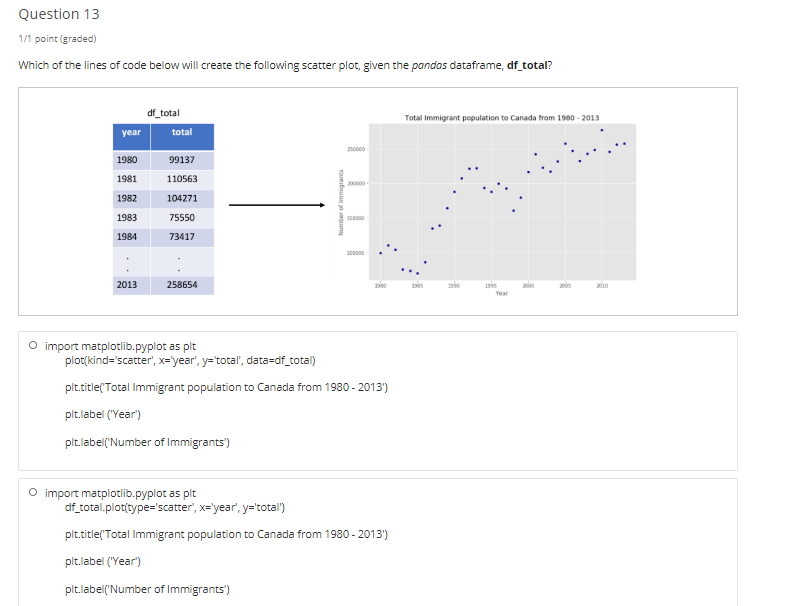 Question 13
1/1 point (graded)
Which of the lines of code below will create the following scatter plot, given the pandas dataframe, df_total?
df_total
year total
1980 99137
1981 110563
1982 104271
1983 75550
1984 73417
. .
. .
2013 258654
Total Immigrant population to Canada from 1980 - 2013
Number of Immigrants
250000
200000
150000
100000
1980 1985 1990 1995 2000 2005 2010
Year
import matplotlib.pyplot as plt
plot(kind='scatter', x='year', y='total', data=df_total)
plt.title('Total Immigrant population to Canada from 1980 - 2013')
plt.label ('Year')
plt.label('Number of Immigrants')
import matplotlib.pyplot as plt
df_total.plot(type='scatter', x='year', y='total')
plt.title('Total Immigrant population to Canada from 1980 - 2013')
plt.label ('Year')
plt.label('Number of Immigrants')